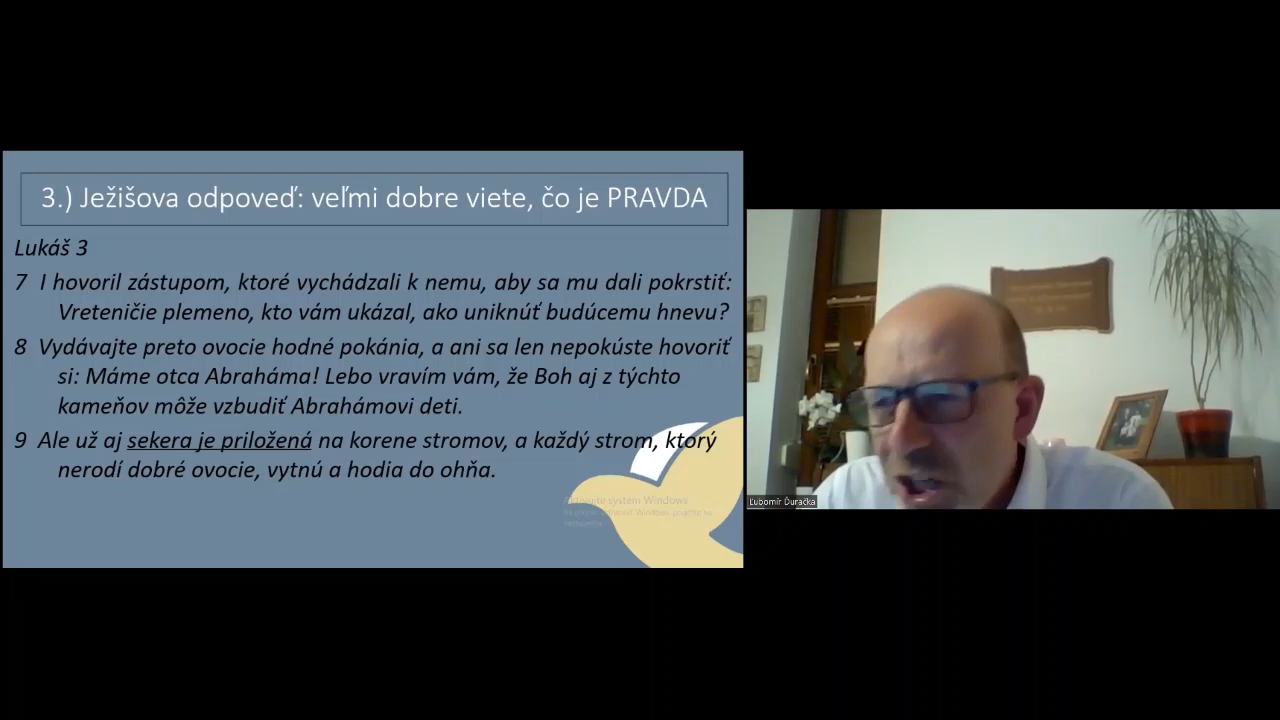 3.) Ježišova odpoveď: veľmi dobre viete, čo je PRAVDA
Lukáš 3
7 I hovoril zástupom, ktoré vychádzali k nemu, aby sa mu dali pokrstiť:
Vreteničie plemeno, kto vám ukázal, ako uniknúť budúcemu hnevu?
8 Vydávajte preto ovocie hodné pokánia, a ani sa len nepokúste hovoriť
si: Máme otca Abraháma! Lebo vravím vám, že Boh aj z týchto
kameňov môže vzbudiť Abrahámovi deti.
9 Ale už aj sekera je priložená na korene stromov, a každý strom, ktorý
nerodí dobré ovocie, vytnú a hodia do ohňa.
systém Windows
Ľubomír Ďuračka